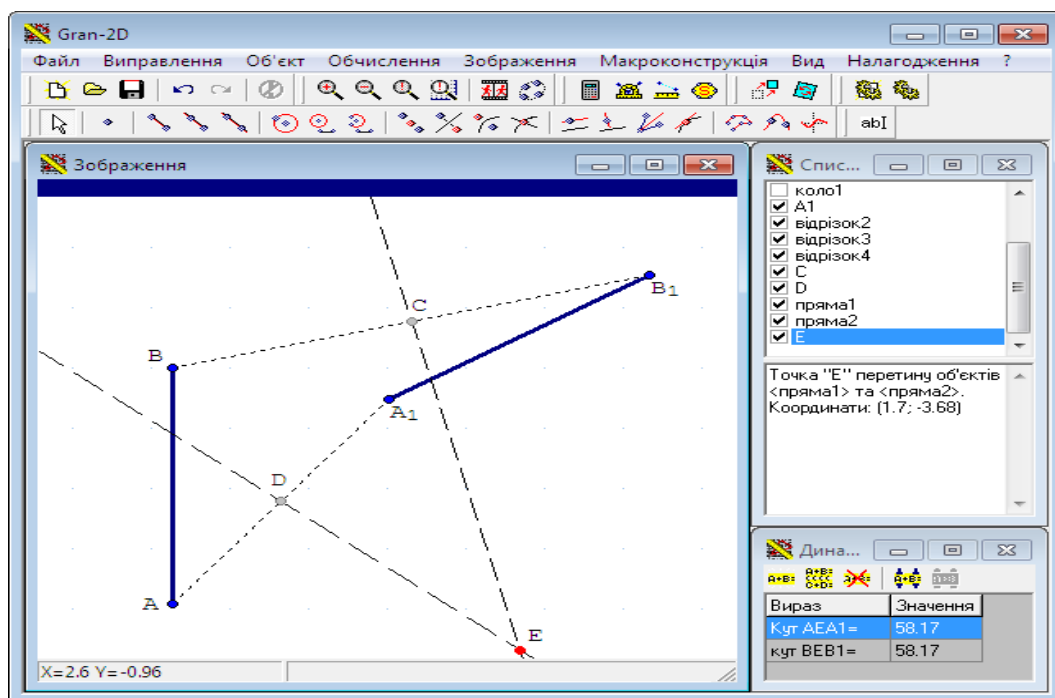 Gran-2D
Файл Виправлення Об'єкт Обчислення Зображення Макроконструкція Вид Налагодження ?
abI
Зображення
C
B1
B
A1
D
A
E
X=2.6 Y=-0.96
Спис...
коло1
A1
відрізок2
відрізок3
відрізок4
C
D
пряма1
пряма2
E
Точка "E" перетину об'єктів
<пряма1> та <пряма2>.
Координати: (1.7; -3.68)
Дина...
Вираз Значення
Кут AEA1= 58.17
кут BEB1= 58.17